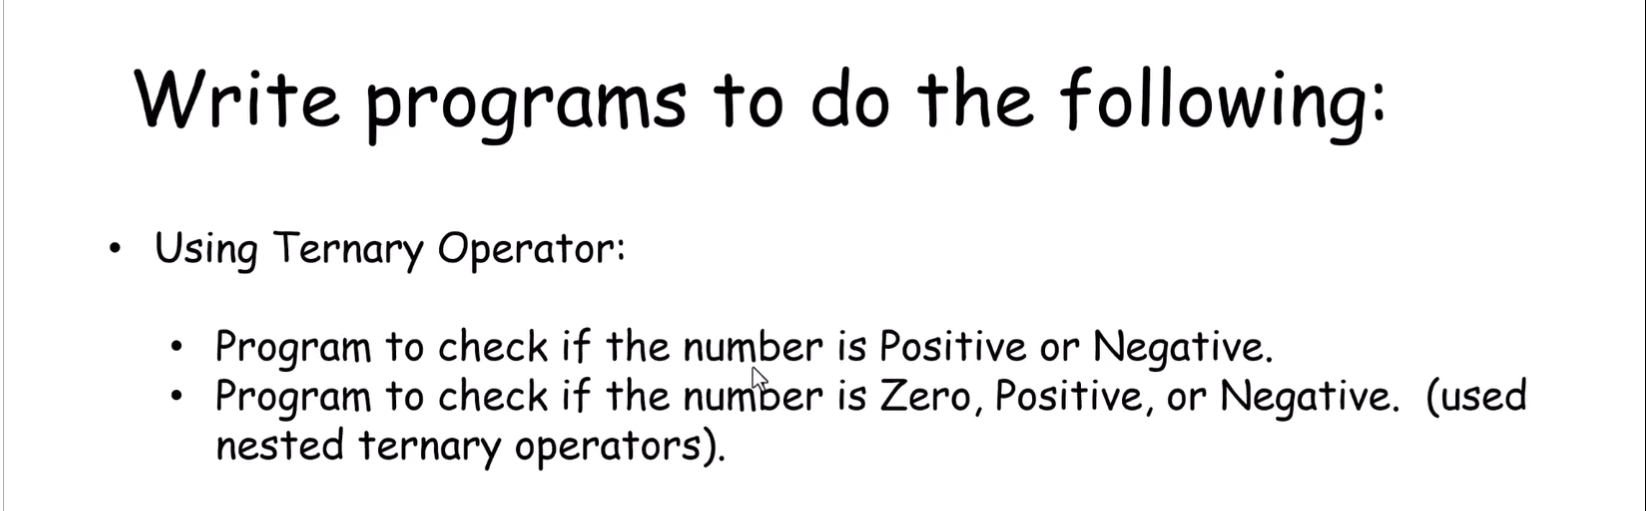 Write programs to do the following:
• Using Ternary Operator:
• Program to check if the number is Positive or Negative.
• Program to check if the number is Zero, Positive, or Negative. (used
nested ternary operators).